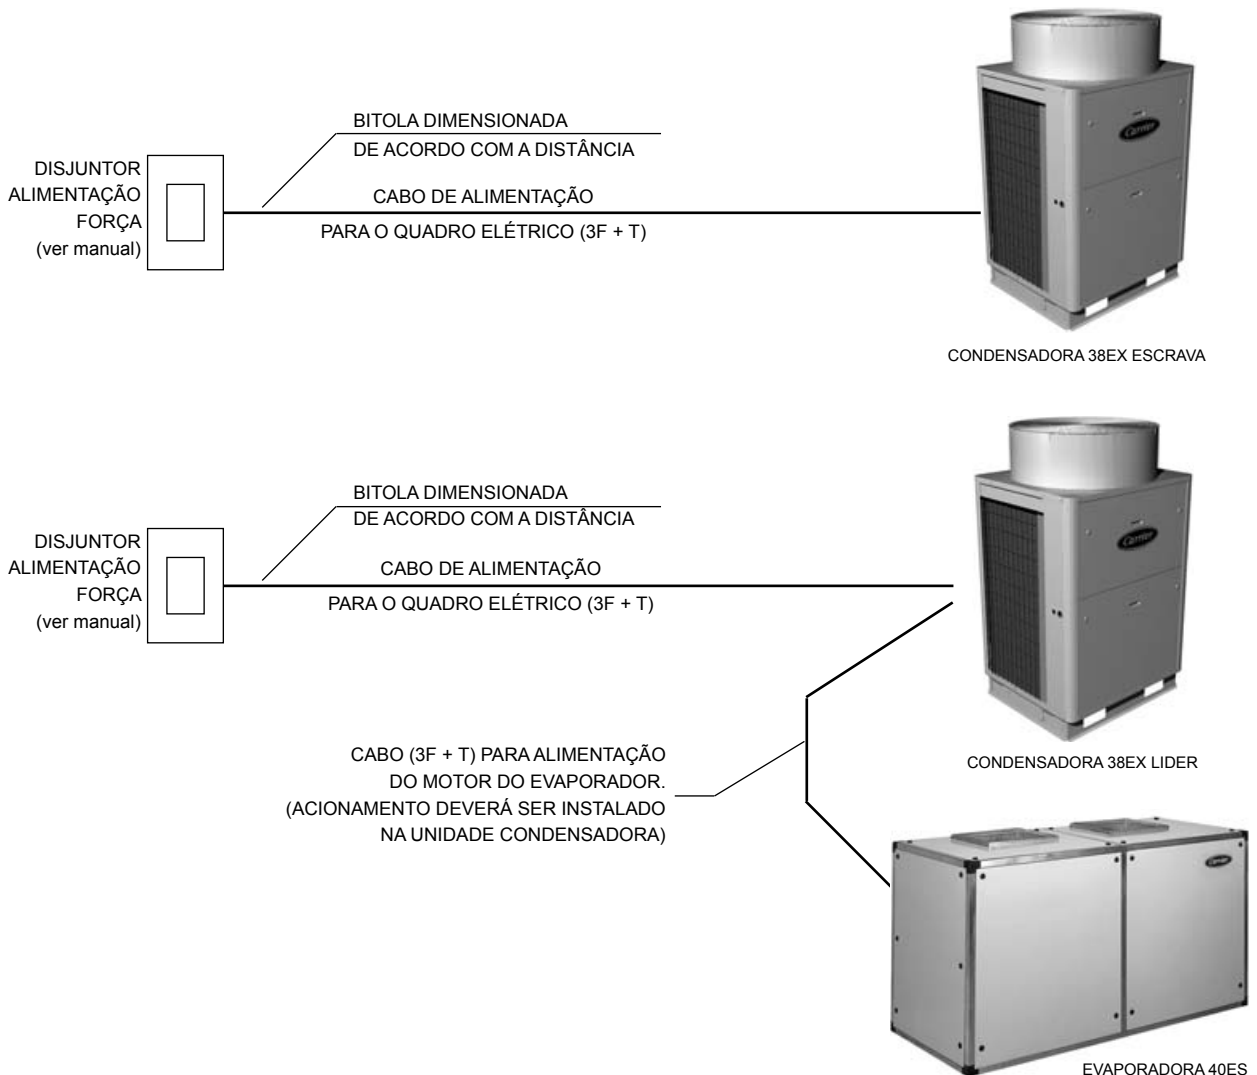 BITOLA DIMENSIONADA
DE ACORDO COM A DISTÂNCIA
DISJUNTOR
ALIMENTAÇÃO
FORÇA
(ver manual)
CABO DE ALIMENTAÇÃO
PARA O QUADRO ELÉTRICO (3F + T)
Carrier
CONDENSADORA 38EX ESCRAVA
BITOLA DIMENSIONADA
DE ACORDO COM A DISTÂNCIA
DISJUNTOR
ALIMENTAÇÃO
FORÇA
(ver manual)
CABO DE ALIMENTAÇÃO
PARA O QUADRO ELÉTRICO (3F + T)
Carrier
CONDENSADORA 38EX LIDER
CABO (3F + T) PARA ALIMENTAÇÃO
DO MOTOR DO EVAPORADOR.
(ACIONAMENTO DEVERÁ SER INSTALADO
NA UNIDADE CONDENSADORA)
Carrier
EVAPORADORA 40ES